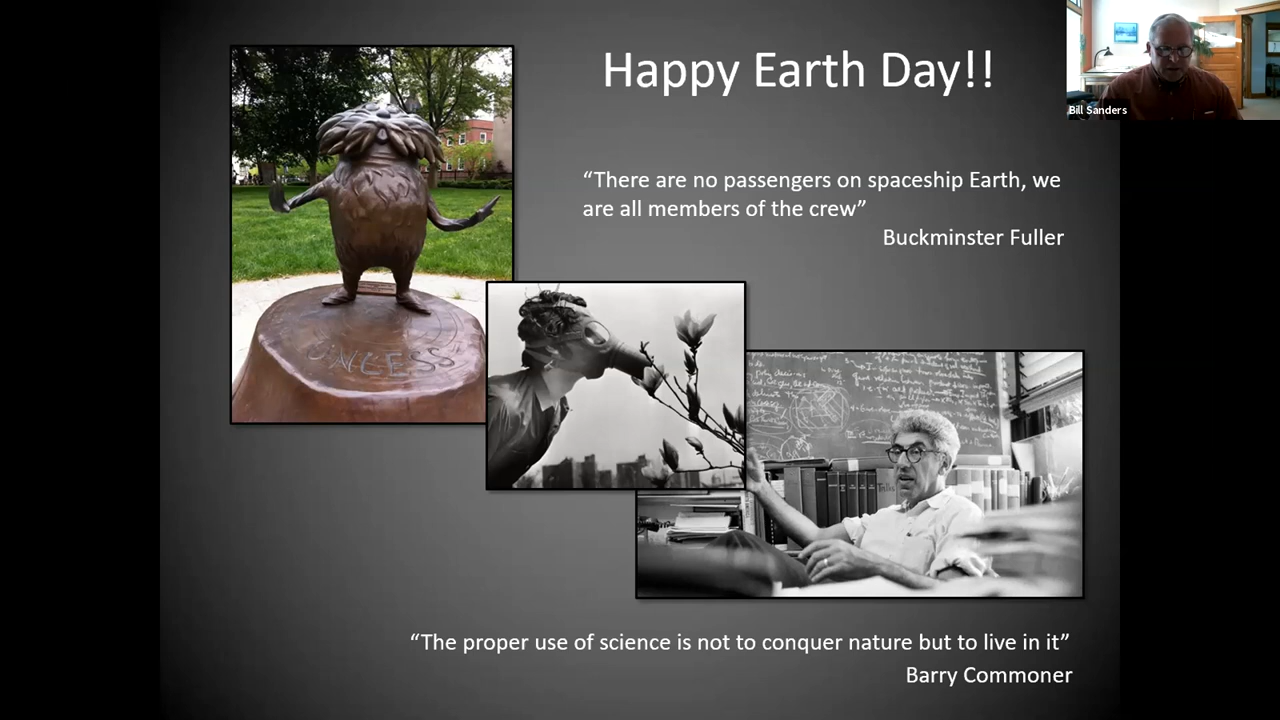 Happy Earth Day!!
Bill Sanders
“There are no passengers on spaceship Earth, we
are all members of the crew”
Buckminster Fuller
UNLESS
“The proper use of science is not to conquer nature but to live in it”
Barry Commoner